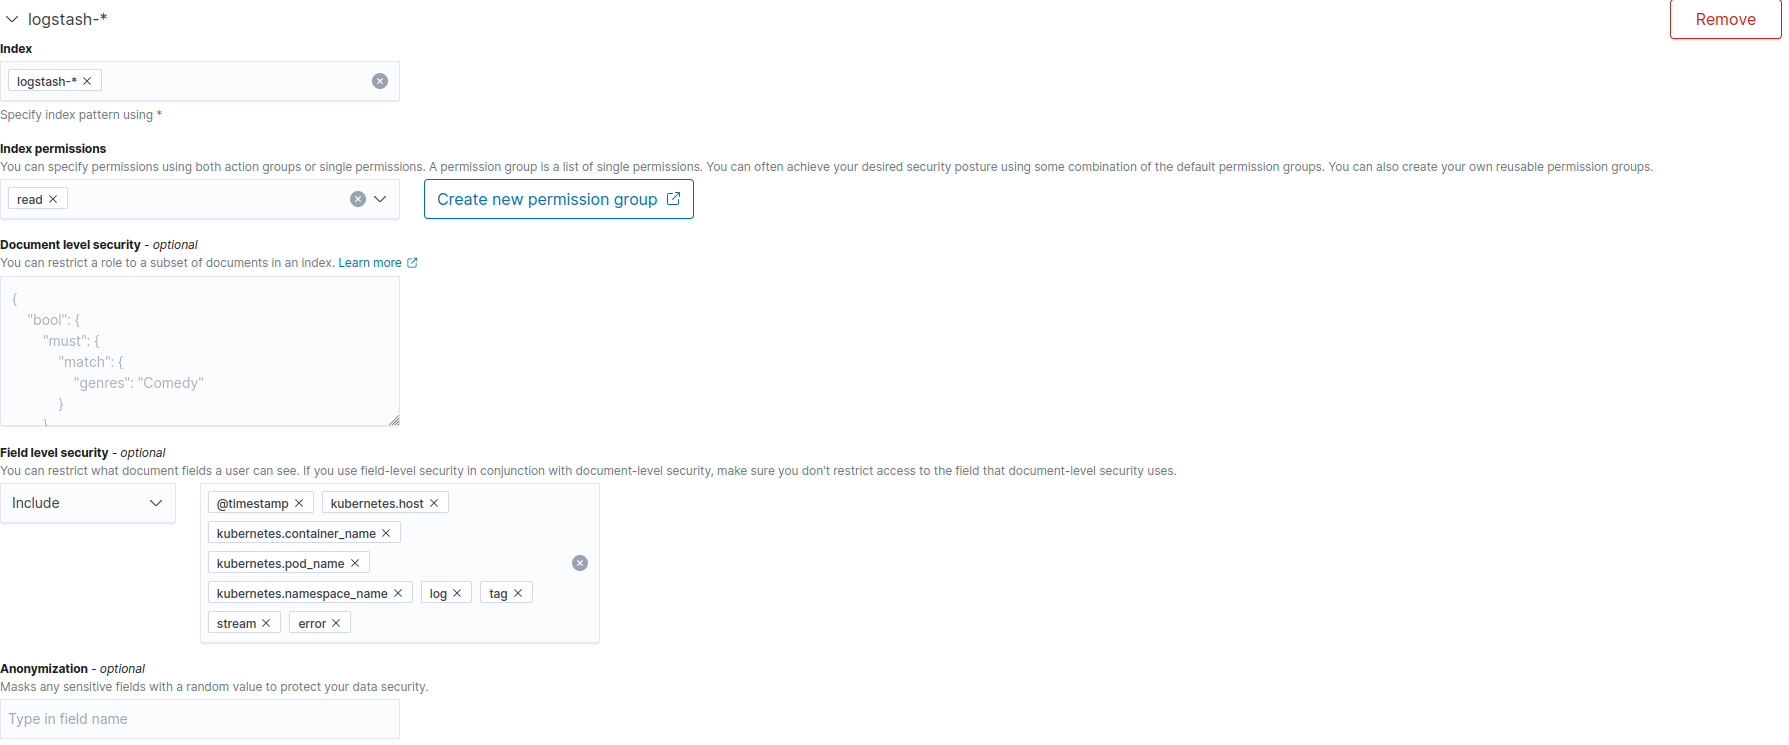 logstash-*
Remove
Index
logstash-*
Specify index pattern using *
Index permissions
You can specify permissions using both action groups or single permissions. A permission group is a list of single permissions. You can often achieve your desired security posture using some combination of the default permission groups. You can also create your own reusable permission groups.
read
Create new permission group
Document level security - optional
You can restrict a role to a subset of documents in an index. Learn more
{
"bool": {
"must": {
"match": {
"genres": "Comedy"
}
}
Field level security - optional
You can restrict what document fields a user can see. If you use field-level security in conjunction with document-level security, make sure you don't restrict access to the field that document-level security uses.
Include
@timestamp kubernetes.host
kubernetes.container_name
kubernetes.pod_name
kubernetes.namespace_name log tag
stream error
Anonymization - optional
Masks any sensitive fields with a random value to protect your data security.
Type in field name